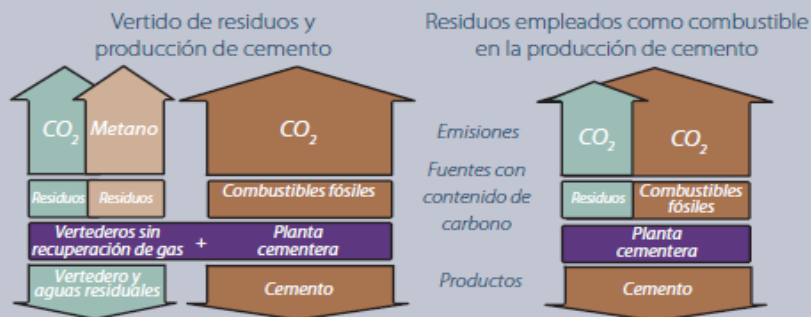 Vertido de residuos y
producción de cemento
Residuos empleados como combustible
en la producción de cemento
CO2
Metano
CO2
Emisiones
CO2
CO2
Residuos
Residuos
Combustibles fósiles
Fuentes con
contenido de
carbono
Residuos
Combustibles
fósiles
Vertederos sin
recuperación de gas
+
Planta
cementera
Planta
cementera
Vertedero y
aguas residuales
Cemento
Productos
Cemento